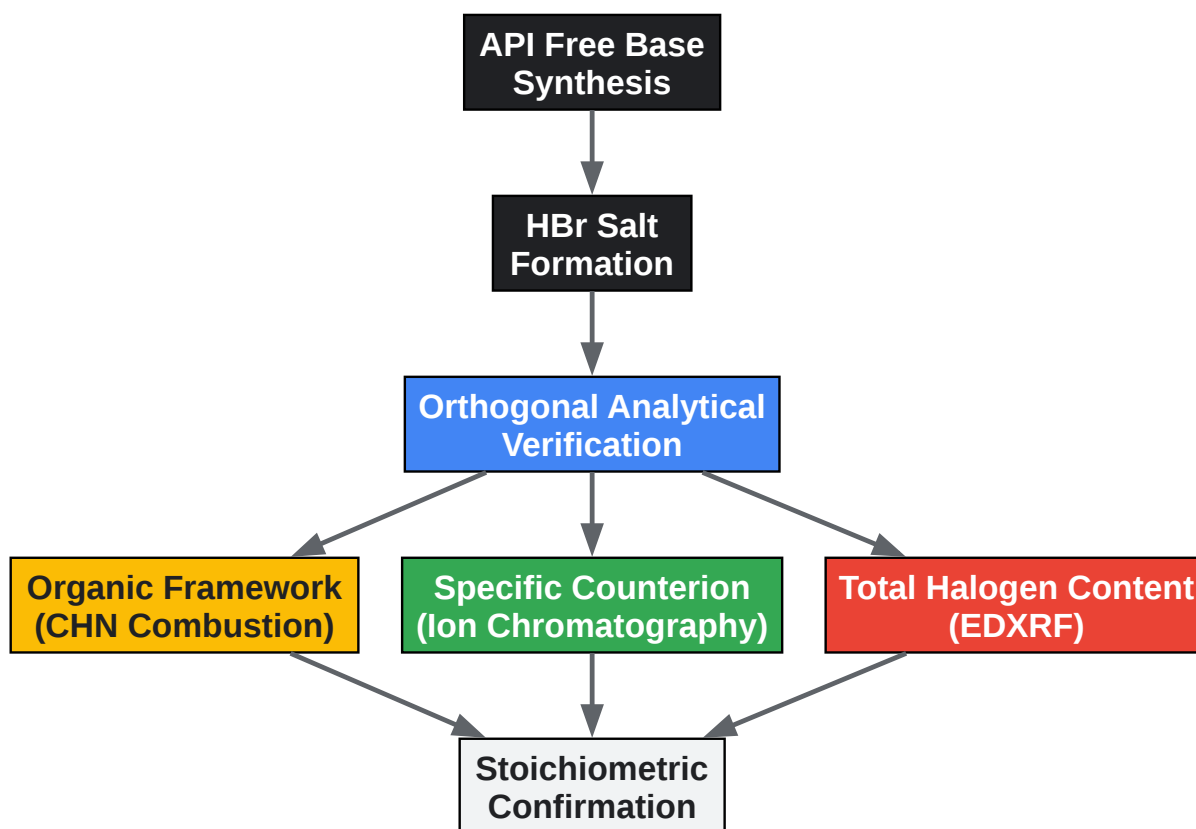 API Free Base
Synthesis
HBr Salt
Formation
Orthogonal Analytical
Verification
Organic Framework
(CHN Combustion)
Specific Counterion
(Ion Chromatography)
Total Halogen Content
(EDXRF)
Stoichiometric
Confirmation